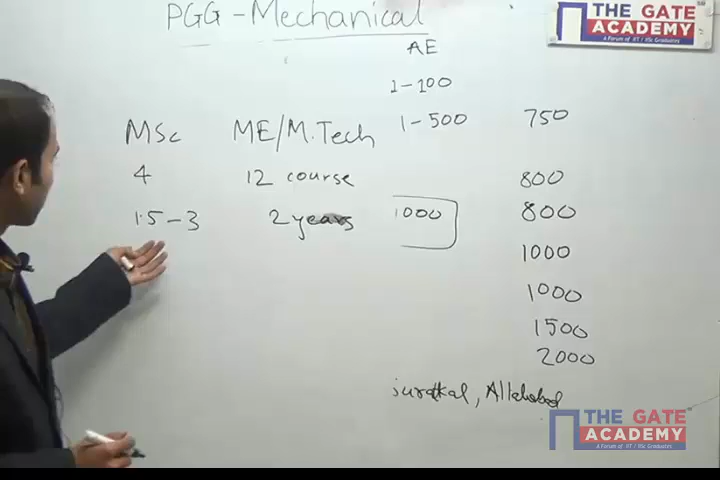 PGG - Mechanical
THE GATE
ACADEMY
A Forum of IIT / IISc Graduates
AE
1-100
MSc ME/M.Tech 1-500 750
4 12 course 800
1.5-3 2 years 1000 800
1000
1000
1500
2000
suratkal, Allahabad
THE GATE
ACADEMY
A Forum of IIT / IISc Graduates